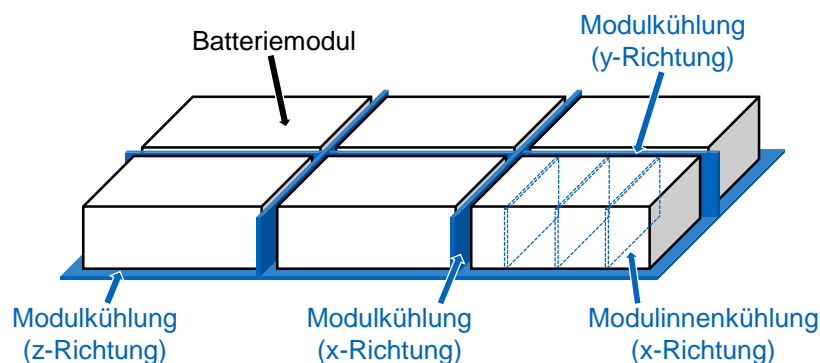 Batteriemodul
Modulkühlung
(y-Richtung)
Modulkühlung
(z-Richtung)
Modulkühlung
(x-Richtung)
Modulinnenkühlung
(x-Richtung)